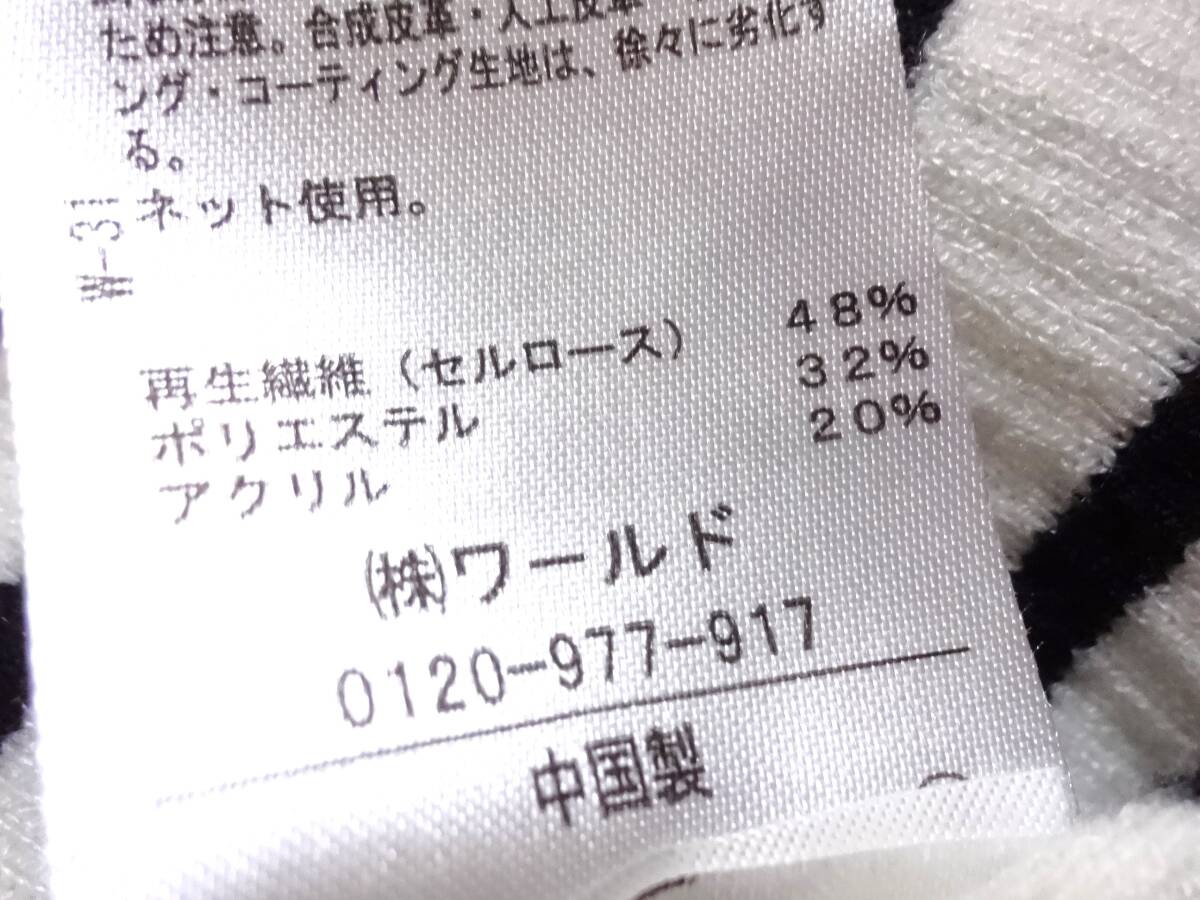 ため注意。合成皮革・人工皮革
ング・コーティング生地は、徐々に劣化す
る。
ネット使用。
再生繊維（セルロース） 48%
ポリエステル 32%
アクリル 20%
㈱ワールド
0120-977-917
中国製